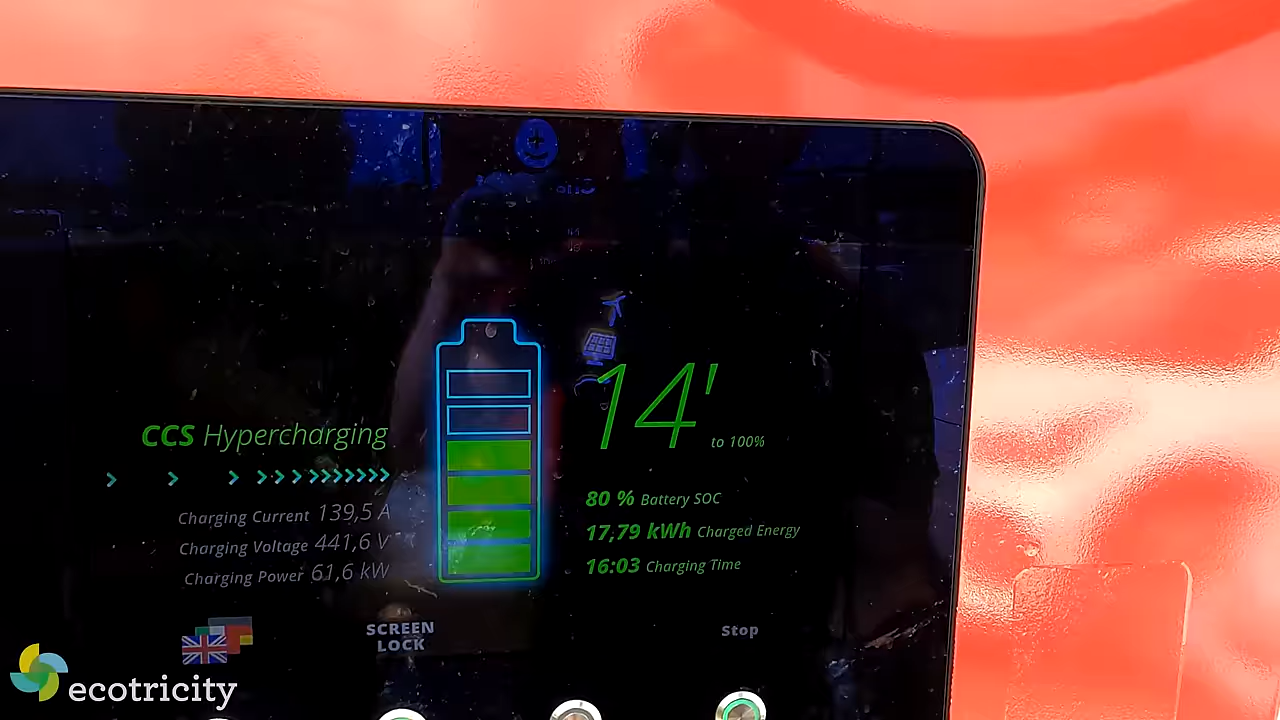 14'
to 100%
CCS Hypercharging
Charging Current 139,5 A
Charging Voltage 441,6 V
Charging Power 61,6 kW
80 % Battery SOC
17,79 kWh Charged Energy
16:03 Charging Time
SCREEN
LOCK
Stop
ecotricity